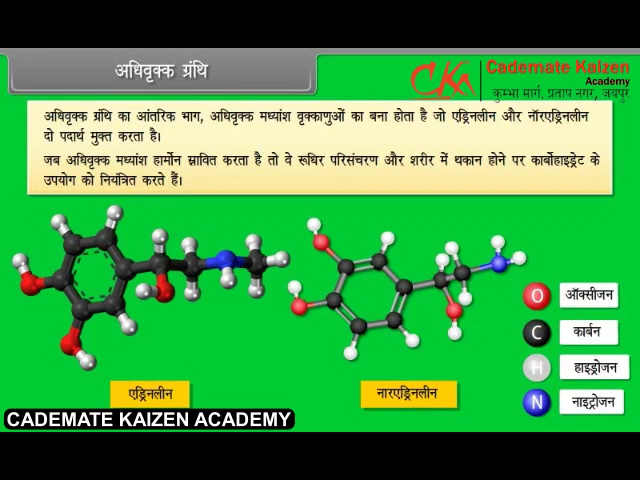 अधिवृक्क ग्रंथि
CKA
Cademate Kaizen
Academy
कुम्भा मार्ग, प्रताप नगर, जयपुर
अधिवृक्क ग्रंथि का आंतरिक भाग, अधिवृक्क मध्यांश वृक्काणुओं का बना होता है जो एड्रिनलीन और नॉरएड्रिनलीन
दो पदार्थ मुक्त करता है।
जब अधिवृक्क मध्यांश हार्मोन स्रावित करता है तो वे रूधिर परिसंचरण और शरीर में थकान होने पर कार्बोहाइड्रेट के
उपयोग को नियंत्रित करते हैं।
O ऑक्सीजन
C कार्बन
H हाइड्रोजन
N नाइट्रोजन
एड्रिनलीन
नारएड्रिनलीन
CADEMATE KAIZEN ACADEMY